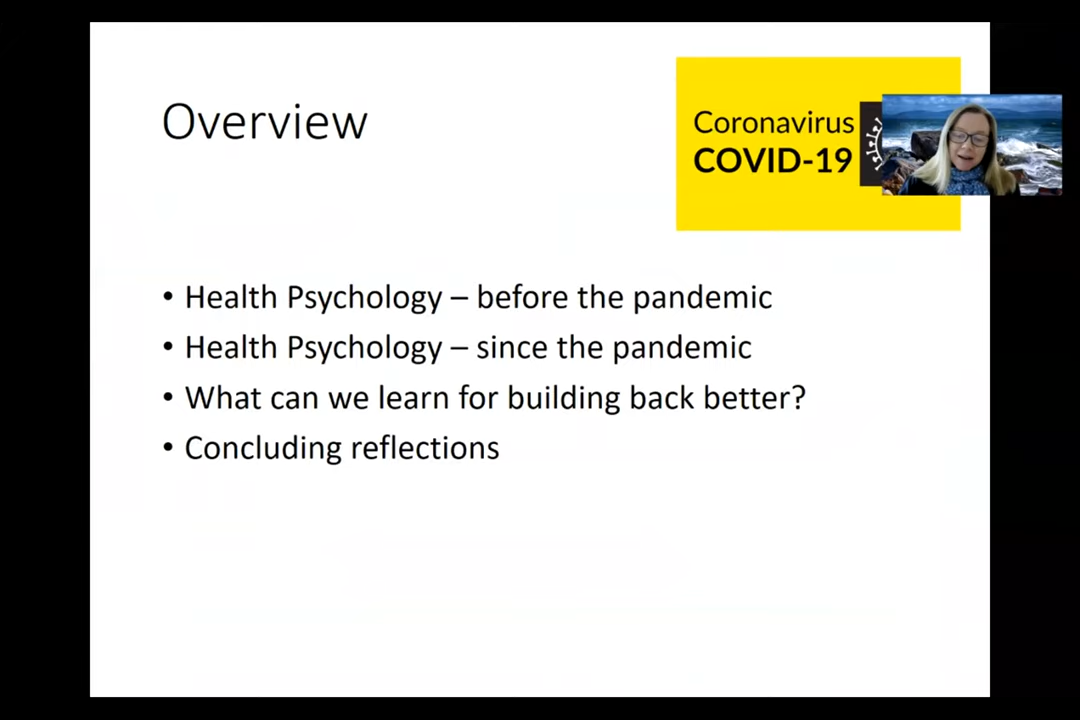 Overview
Coronavirus
COVID-19
• Health Psychology – before the pandemic
• Health Psychology – since the pandemic
• What can we learn for building back better?
• Concluding reflections